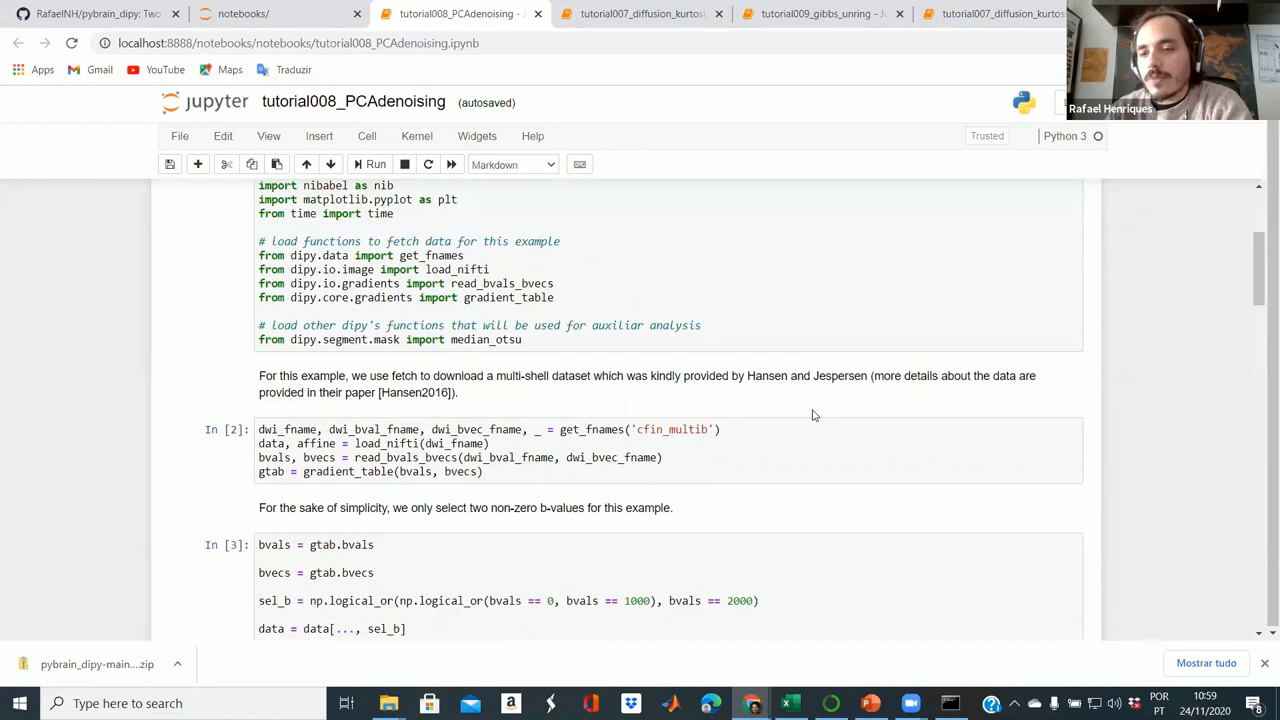 RafaelNH/pybrain_dipy: Two
notebooks/
tutorial008_PCAdenoising - J
tutorial007_diffusion_kurtos
tutorial009_gibbs_unring - J
tutorial007_diffusion_kurtos
localhost:8888/notebooks/notebooks/tutorial008_PCAdenoising.ipynb
Apps
Gmail
YouTube
Maps
Traduzir
Rafael Henriques
jupyter
tutorial008_PCAdenoising
(autosaved)
File
Edit
View
Insert
Cell
Kernel
Widgets
Help
Trusted
Python 3
Run
Markdown
import nibabel as nib
import matplotlib.pyplot as plt
from time import time
# load functions to fetch data for this example
from dipy.data import get_fnames
from dipy.io.image import load_nifti
from dipy.io.gradients import read_bvals_bvecs
from dipy.core.gradients import gradient_table
# load other dipy's functions that will be used for auxiliar analysis
from dipy.segment.mask import median_otsu
For this example, we use fetch to download a multi-shell dataset which was kindly provided by Hansen and Jespersen (more details about the data are
provided in their paper [Hansen2016]).
In [2]:
dwi_fname, dwi_bval_fname, dwi_bvec_fname, _ = get_fnames('cfin_multib')
data, affine = load_nifti(dwi_fname)
bvals, bvecs = read_bvals_bvecs(dwi_bval_fname, dwi_bvec_fname)
gtab = gradient_table(bvals, bvecs)
For the sake of simplicity, we only select two non-zero b-values for this example.
In [3]:
bvals = gtab.bvals
bvecs = gtab.bvecs
sel_b = np.logical_or(np.logical_or(bvals == 0, bvals == 1000), bvals == 2000)
data = data[..., sel_b]
pybrain_dipy-main....zip
Mostrar tudo
Type here to search
POR
PT
10:59
24/11/2020
8